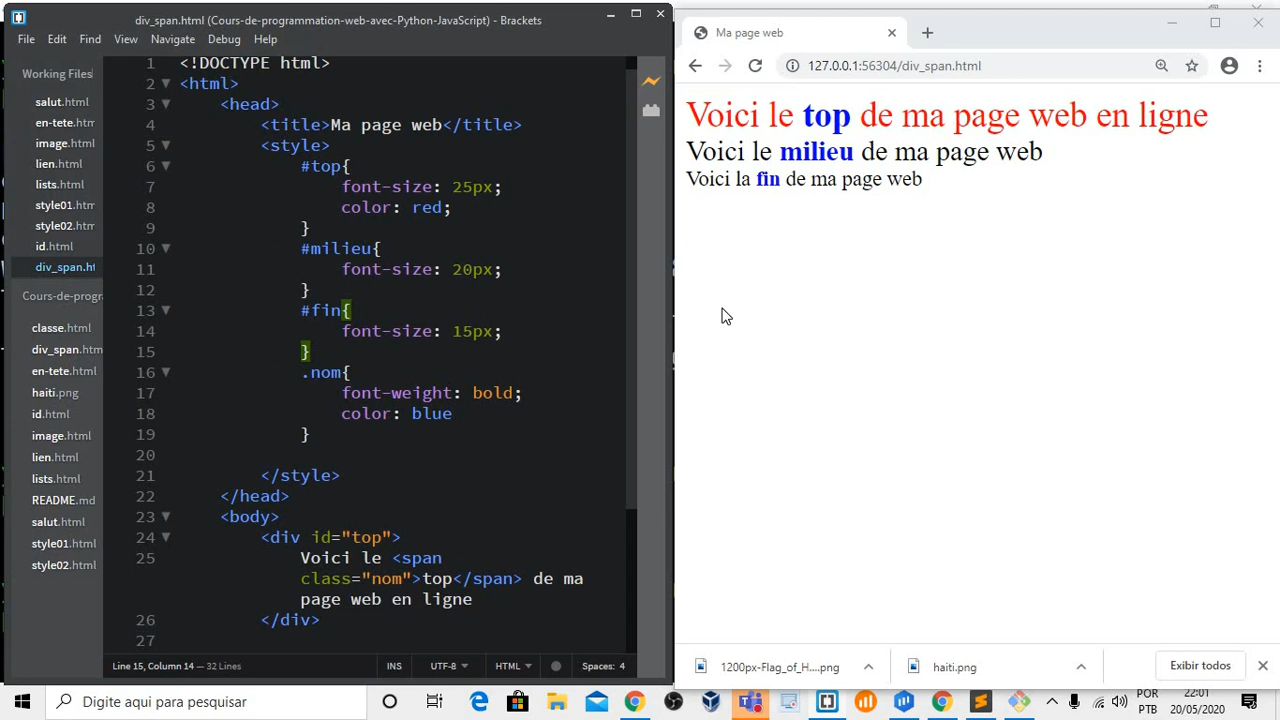 div_span.html (Cours-de-programmation-web-avec-Python-JavaScript) - Brackets
File Edit Find View Navigate Debug Help
Working Files
salut.html
en-tete.htm
image.html
lien.html
lists.html
style01.htm
style02.htm
id.html
div_span.ht
Cours-de-progra
classe.html
div_span.htm
en-tete.html
haiti.png
id.html
image.html
lien.html
lists.html
README.md
salut.html
style01.html
style02.html
1 <!DOCTYPE html>
2 <html>
3 <head>
4 <title>Ma page web</title>
5 <style>
6 #top{
7 font-size: 25px;
8 color: red;
9 }
10 #milieu{
11 font-size: 20px;
12 }
13 #fin{
14 font-size: 15px;
15 }
16 .nom{
17 font-weight: bold;
18 color: blue
19 }
20
21 </style>
22 </head>
23 <body>
24 <div id="top">
25 Voici le <span
class="nom">top</span> de ma
page web en ligne
26 </div>
27
Line 15, Column 14 — 32 Lines INS UTF-8 HTML Spaces: 4
Ma page web
127.0.0.1:56304/div_span.html
Voici le top de ma page web en ligne
Voici le milieu de ma page web
Voici la fin de ma page web
1200px-Flag_of_H....png haiti.png Exibir todos
Digite aqui para pesquisar
POR 22:01
PTB 20/05/2020